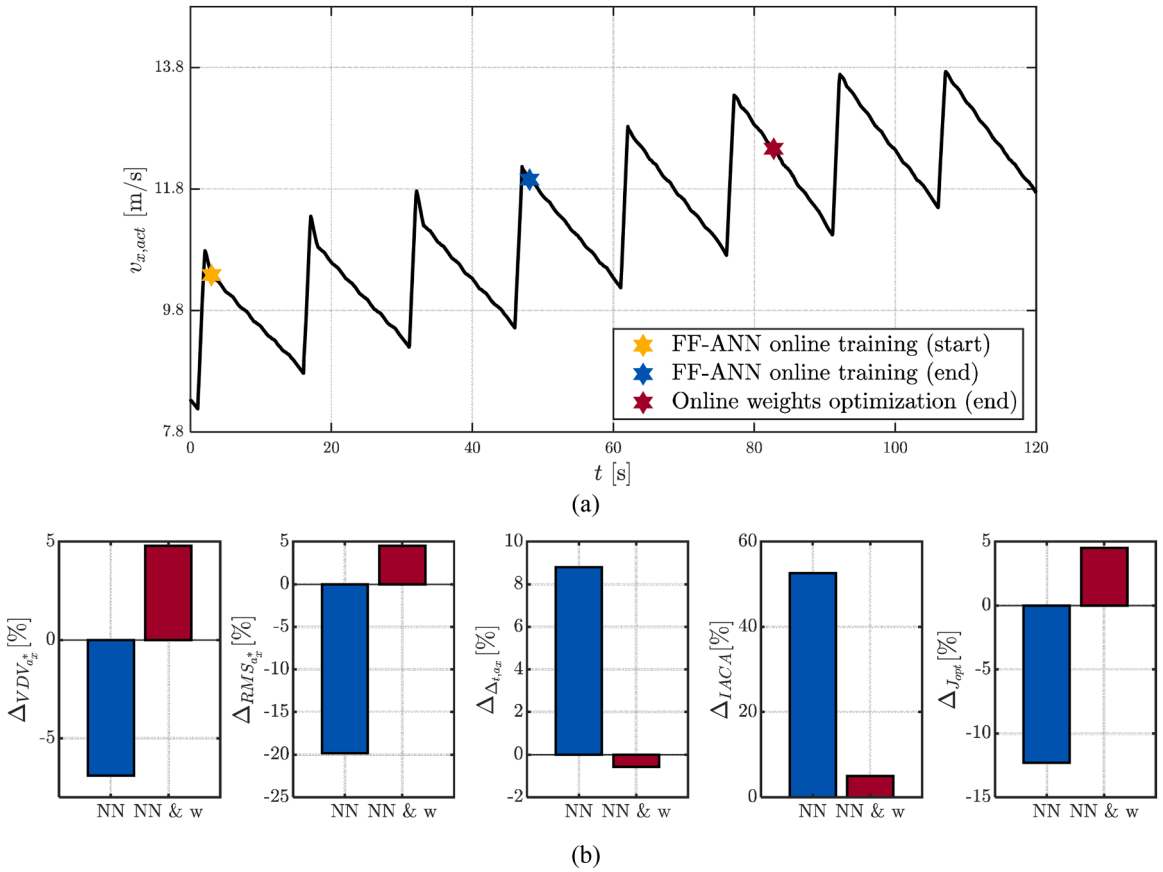 13.8
11.8
9.8
7.8
v_{x,act} [m/s]
0 20 40 60 80 100 120
t [s]
FF-ANN online training (start)
FF-ANN online training (end)
Online weights optimization (end)
(a)
Δ_{VDV_{a_x^*}} [%]
5
0
-5
NN NN & w
Δ_{RMS_{a_x^*}} [%]
5
0
-5
-10
-15
-20
-25
NN NN & w
Δ_{Δ_{t,a_x}} [%]
10
8
6
4
2
0
-2
NN NN & w
Δ_{IACA} [%]
60
40
20
0
NN NN & w
Δ_{J_{opt}} [%]
5
0
-5
-10
-15
NN NN & w
(b)